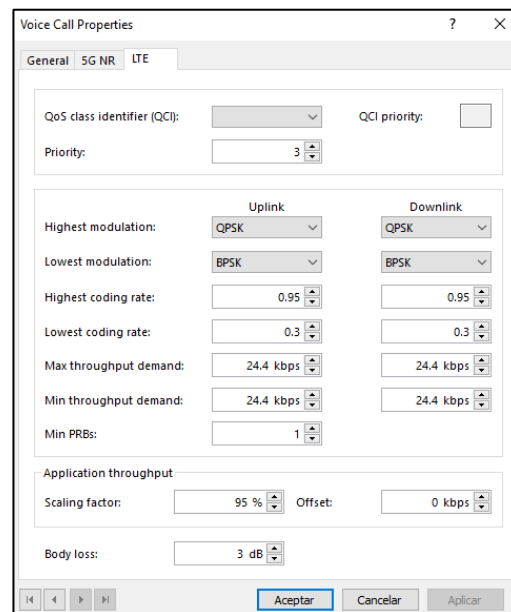 Voice Call Properties ? ×
General 5G NR LTE
QoS class identifier (QCI): QCI priority:
Priority: 3
Uplink Downlink
Highest modulation: QPSK QPSK
Lowest modulation: BPSK BPSK
Highest coding rate: 0.95 0.95
Lowest coding rate: 0.3 0.3
Max throughput demand: 24.4 kbps 24.4 kbps
Min throughput demand: 24.4 kbps 24.4 kbps
Min PRBs: 1
Application throughput
Scaling factor: 95 % Offset: 0 kbps
Body loss: 3 dB
Aceptar Cancelar Aplicar